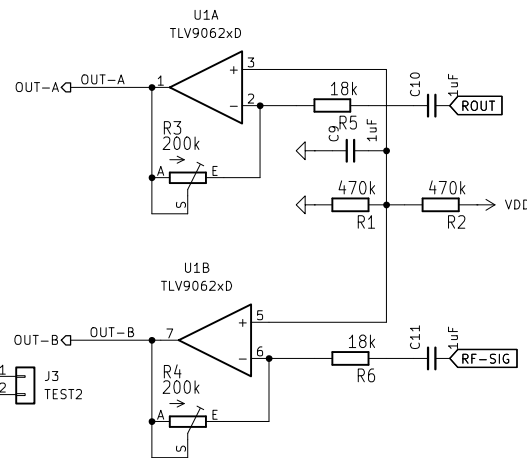 U1A
TLV9062xD
OUT-A
OUT-A
1
3
+
2
−
18k
R5
C10
1uF
ROUT
R3
200k
A
E
S
C9
1uF
470k
R1
470k
R2
VDD
U1B
TLV9062xD
OUT-B
OUT-B
7
5
+
6
−
18k
R6
C11
1uF
RF-SIG
R4
200k
A
E
S
1
2
J3
TEST2